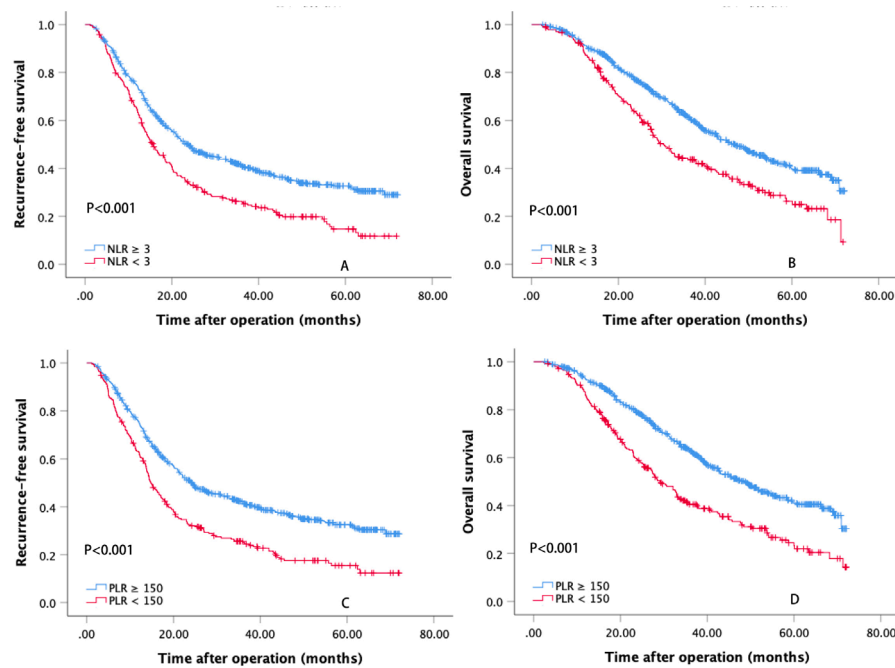 Recurrence-free survival
1.0
0.8
0.6
0.4
0.2
0.0
P<0.001
NLR ≥ 3
NLR < 3
A
.00 20.00 40.00 60.00 80.00
Time after operation (months)
Overall survival
1.0
0.8
0.6
0.4
0.2
0.0
P<0.001
NLR ≥ 3
NLR < 3
B
.00 20.00 40.00 60.00 80.00
Time after operation (months)
Recurrence-free survival
1.0
0.8
0.6
0.4
0.2
0.0
P<0.001
PLR ≥ 150
PLR < 150
C
.00 20.00 40.00 60.00 80.00
Time after operation (months)
Overall survival
1.0
0.8
0.6
0.4
0.2
0.0
P<0.001
PLR ≥ 150
PLR < 150
D
.00 20.00 40.00 60.00 80.00
Time after operation (months)